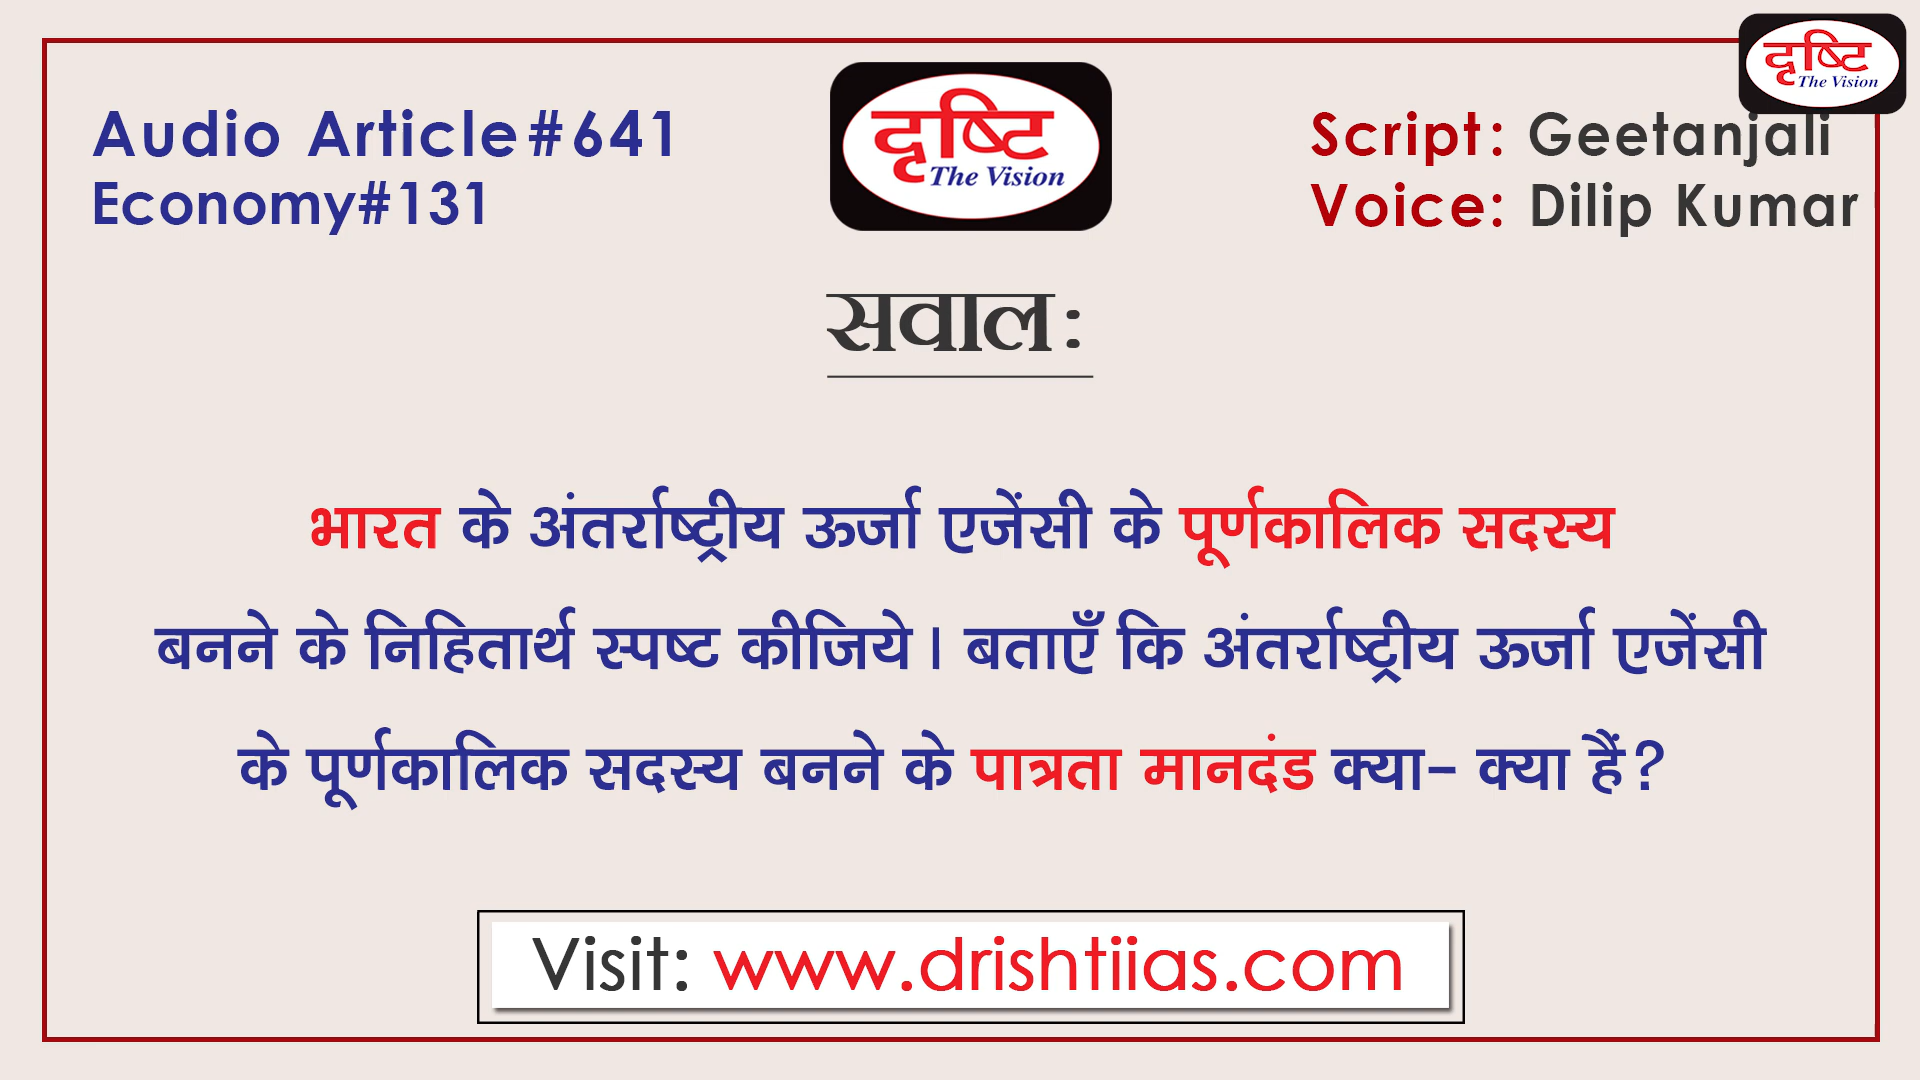 Audio Article#641
Economy#131
दृष्टि
The Vision
Script: Geetanjali
Voice: Dilip Kumar
दृष्टि
The Vision
सवाल:
भारत के अंतर्राष्ट्रीय ऊर्जा एजेंसी के पूर्णकालिक सदस्य
बनने के निहितार्थ स्पष्ट कीजिये। बताएँ कि अंतर्राष्ट्रीय ऊर्जा एजेंसी
के पूर्णकालिक सदस्य बनने के पात्रता मानदंड क्या- क्या हैं?
Visit: www.drishtiias.com